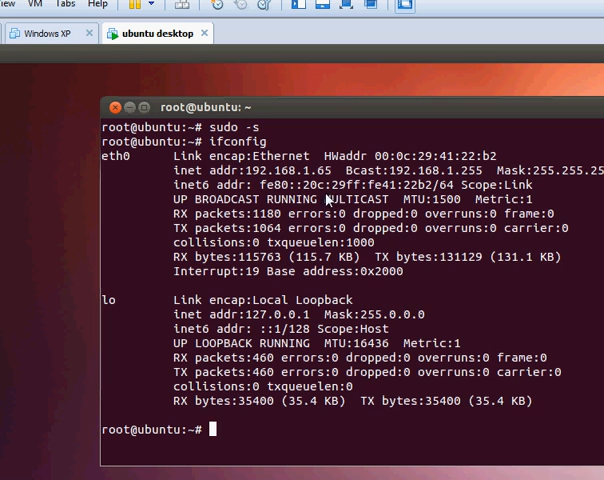 iew VM Tabs Help
Windows XP
ubuntu desktop
root@ubuntu: ~
root@ubuntu:~# sudo -s
root@ubuntu:~# ifconfig
eth0 Link encap:Ethernet HWaddr 00:0c:29:41:22:b2
inet addr:192.168.1.65 Bcast:192.168.1.255 Mask:255.255.25
inet6 addr: fe80::20c:29ff:fe41:22b2/64 Scope:Link
UP BROADCAST RUNNING MULTICAST MTU:1500 Metric:1
RX packets:1180 errors:0 dropped:0 overruns:0 frame:0
TX packets:1064 errors:0 dropped:0 overruns:0 carrier:0
collisions:0 txqueuelen:1000
RX bytes:115763 (115.7 KB) TX bytes:131129 (131.1 KB)
Interrupt:19 Base address:0x2000
lo Link encap:Local Loopback
inet addr:127.0.0.1 Mask:255.0.0.0
inet6 addr: ::1/128 Scope:Host
UP LOOPBACK RUNNING MTU:16436 Metric:1
RX packets:460 errors:0 dropped:0 overruns:0 frame:0
TX packets:460 errors:0 dropped:0 overruns:0 carrier:0
collisions:0 txqueuelen:0
RX bytes:35400 (35.4 KB) TX bytes:35400 (35.4 KB)
root@ubuntu:~#